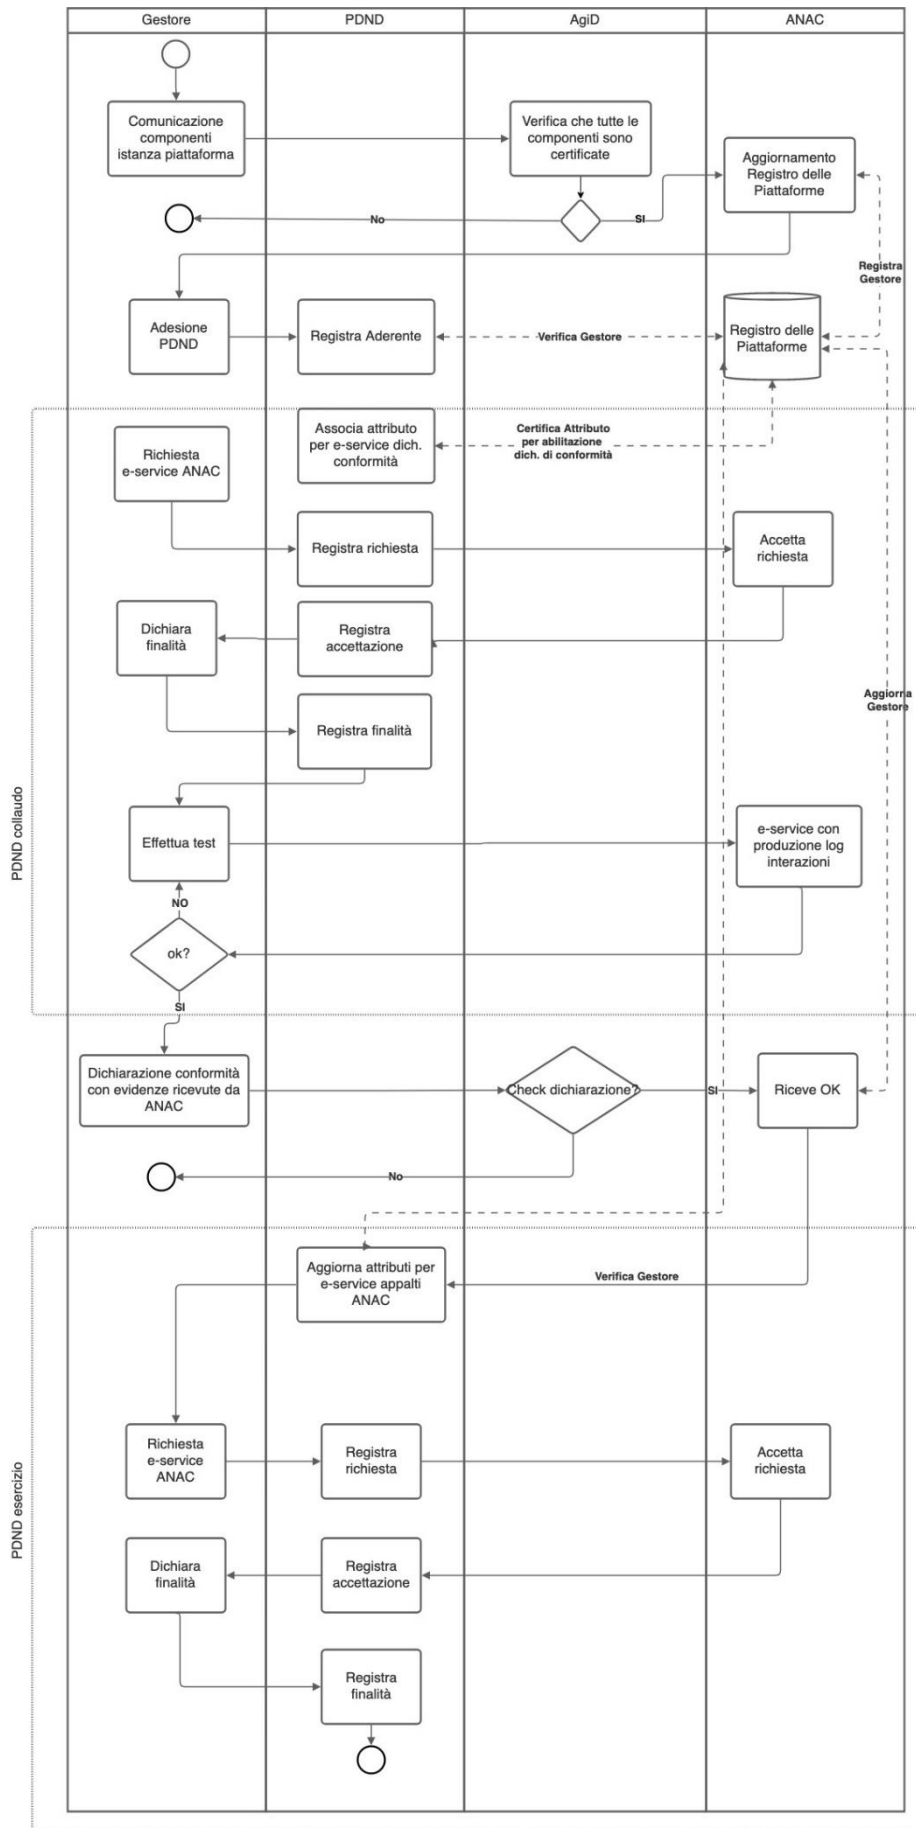 Gestore
PDND
AgiD
ANAC
Comunicazione
componenti
istanza piattaforma
Verifica che tutte le
componenti sono
certificate
Aggiornamento
Registro delle
Piattaforme
No
SI
Registra
Gestore
Adesione
PDND
Registra Aderente
Verifica Gestore
Registro delle
Piattaforme
Associa attributo
per e-service dich.
conformità
Certifica Attributo
per abilitazione
dich. di conformità
Richiesta
e-service ANAC
Registra richiesta
Accetta
richiesta
Dichiara
finalità
Registra
accettazione
Aggiorna
Gestore
Registra finalità
PDND collaudo
Effettua test
e-service con
produzione log
interazioni
NO
ok?
SI
Dichiarazione conformità
con evidenze ricevute da
ANAC
Check dichiarazione?
SI
Riceve OK
No
Aggiorna attributi per
e-service appalti
ANAC
Verifica Gestore
PDND esercizio
Richiesta
e-service
ANAC
Registra
richiesta
Accetta
richiesta
Dichiara
finalità
Registra
accettazione
Registra
finalità